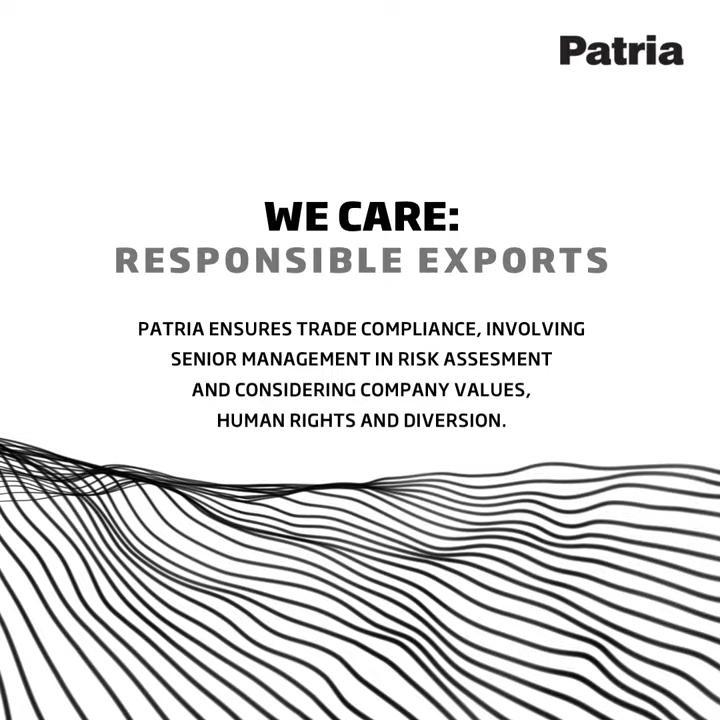 Patria
WE CARE:
RESPONSIBLE EXPORTS
PATRIA ENSURES TRADE COMPLIANCE, INVOLVING
SENIOR MANAGEMENT IN RISK ASSESMENT
AND CONSIDERING COMPANY VALUES,
HUMAN RIGHTS AND DIVERSION.